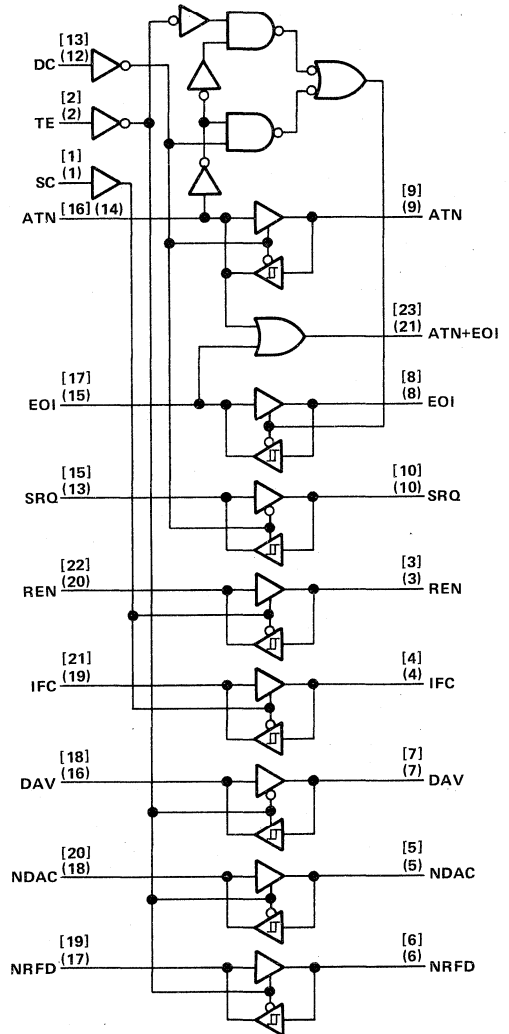 [13]
DC (12)
[2]
TE (2)
[1]
SC (1)
ATN [16] (14)
[9]
(9) ATN
[23]
(21) ATN+EOI
[17]
EOI (15)
[8]
(8) EOI
[15]
SRQ (13)
[10]
(10) SRQ
[22]
REN (20)
[3]
(3) REN
[21]
IFC (19)
[4]
(4) IFC
[18]
DAV (16)
[7]
(7) DAV
[20]
NDAC (18)
[5]
(5) NDAC
[19]
NRFD (17)
[6]
(6) NRFD